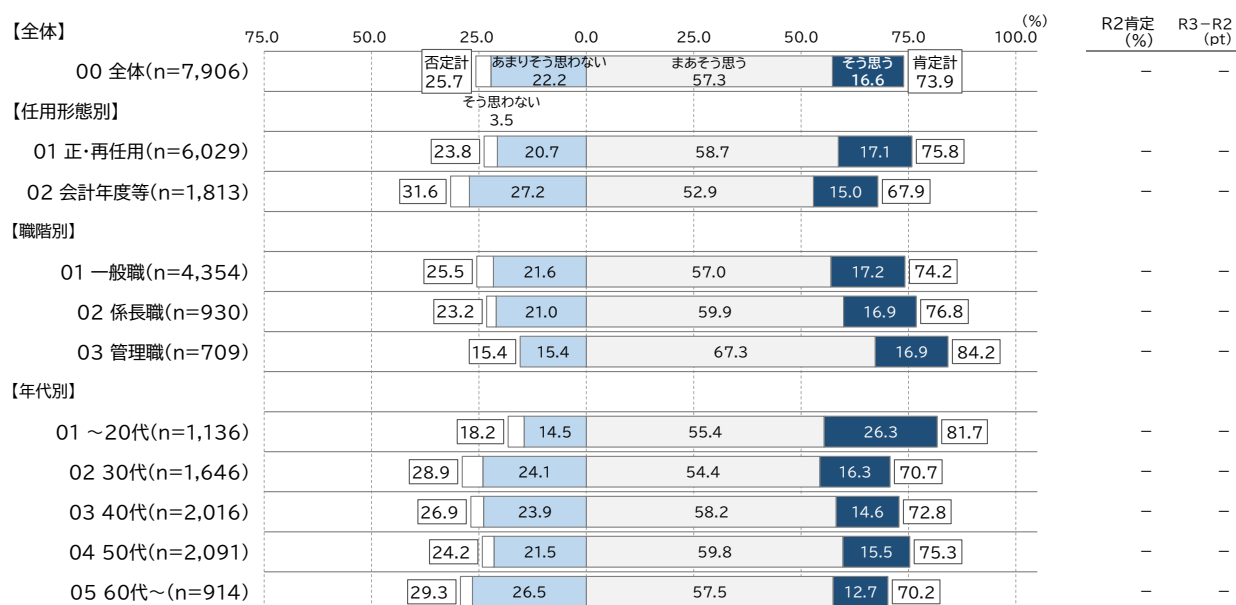 【全体】
(%)
R2肯定
(%)
R3−R2
(pt)
75.0 50.0 25.0 0.0 25.0 50.0 75.0 100.0
00 全体(n=7,906) 否定計 25.7 あまりそう思わない 22.2 まあそう思う 57.3 そう思う 16.6 肯定計 73.9 − −
そう思わない
3.5
【任用形態別】
01 正・再任用(n=6,029) 23.8 20.7 58.7 17.1 75.8 − −
02 会計年度等(n=1,813) 31.6 27.2 52.9 15.0 67.9 − −
【職階別】
01 一般職(n=4,354) 25.5 21.6 57.0 17.2 74.2 − −
02 係長職(n=930) 23.2 21.0 59.9 16.9 76.8 − −
03 管理職(n=709) 15.4 15.4 67.3 16.9 84.2 − −
【年代別】
01 ～20代(n=1,136) 18.2 14.5 55.4 26.3 81.7 − −
02 30代(n=1,646) 28.9 24.1 54.4 16.3 70.7 − −
03 40代(n=2,016) 26.9 23.9 58.2 14.6 72.8 − −
04 50代(n=2,091) 24.2 21.5 59.8 15.5 75.3 − −
05 60代～(n=914) 29.3 26.5 57.5 12.7 70.2 − −